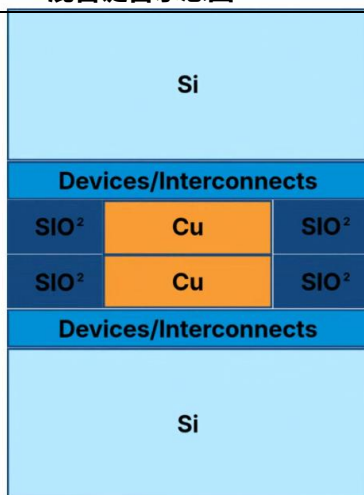 Si
Devices/Interconnects
SIO² Cu SIO²
SIO² Cu SIO²
Devices/Interconnects
Si